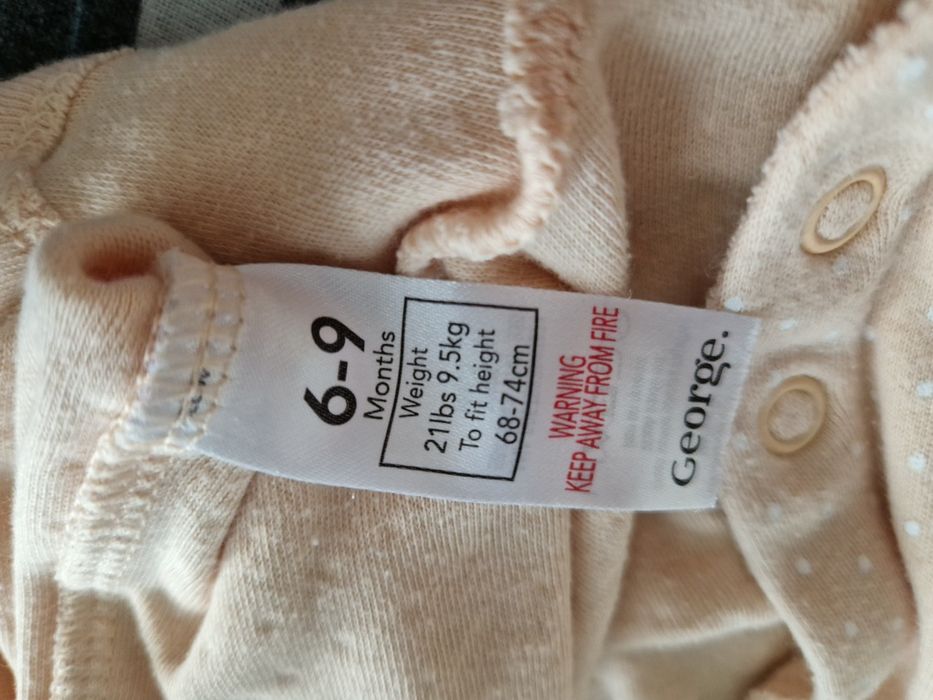 6-9
Months
Weight
21lbs 9.5kg
To fit height
68-74cm
WARNING
KEEP AWAY FROM FIRE
George.